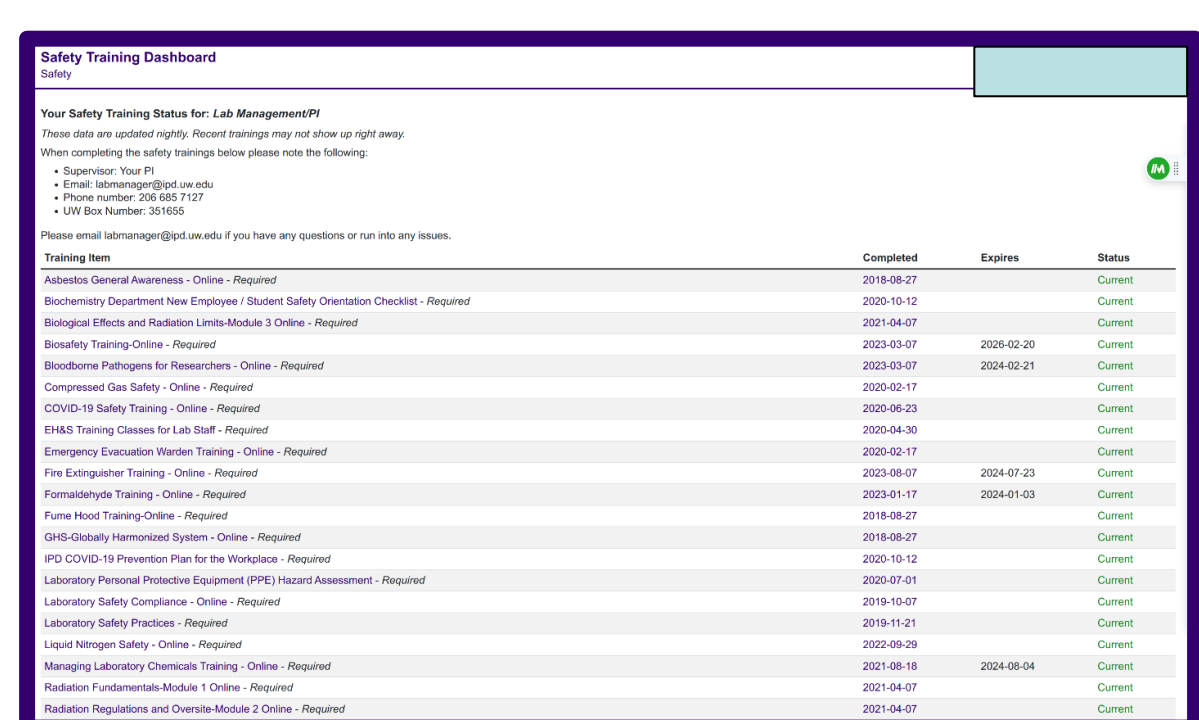 Safety Training Dashboard
Safety
Your Safety Training Status for: Lab Management/PI
These data are updated nightly. Recent trainings may not show up right away.
When completing the safety trainings below please note the following:
• Supervisor: Your PI
• Email: labmanager@ipd.uw.edu
• Phone number: 206 685 7127
• UW Box Number: 351655
Please email labmanager@ipd.uw.edu if you have any questions or run into any issues.
Training Item Completed Expires Status
Asbestos General Awareness - Online - Required 2018-08-27 Current
Biochemistry Department New Employee / Student Safety Orientation Checklist - Required 2020-10-12 Current
Biological Effects and Radiation Limits-Module 3 Online - Required 2021-04-07 Current
Biosafety Training-Online - Required 2023-03-07 2026-02-20 Current
Bloodborne Pathogens for Researchers - Online - Required 2023-03-07 2024-02-21 Current
Compressed Gas Safety - Online - Required 2020-02-17 Current
COVID-19 Safety Training - Online - Required 2020-06-23 Current
EH&S Training Classes for Lab Staff - Required 2020-04-30 Current
Emergency Evacuation Warden Training - Online - Required 2020-02-17 Current
Fire Extinguisher Training - Online - Required 2023-08-07 2024-07-23 Current
Formaldehyde Training - Online - Required 2023-01-17 2024-01-03 Current
Fume Hood Training-Online - Required 2018-08-27 Current
GHS-Globally Harmonized System - Online - Required 2018-08-27 Current
IPD COVID-19 Prevention Plan for the Workplace - Required 2020-10-12 Current
Laboratory Personal Protective Equipment (PPE) Hazard Assessment - Required 2020-07-01 Current
Laboratory Safety Compliance - Online - Required 2019-10-07 Current
Laboratory Safety Practices - Required 2019-11-21 Current
Liquid Nitrogen Safety - Online - Required 2022-09-29 Current
Managing Laboratory Chemicals Training - Online - Required 2021-08-18 2024-08-04 Current
Radiation Fundamentals-Module 1 Online - Required 2021-04-07 Current
Radiation Regulations and Oversite-Module 2 Online - Required 2021-04-07 Current